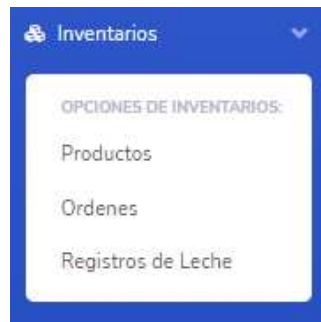 Inventarios
OPCIONES DE INVENTARIOS:
Productos
Ordenes
Registros de Leche